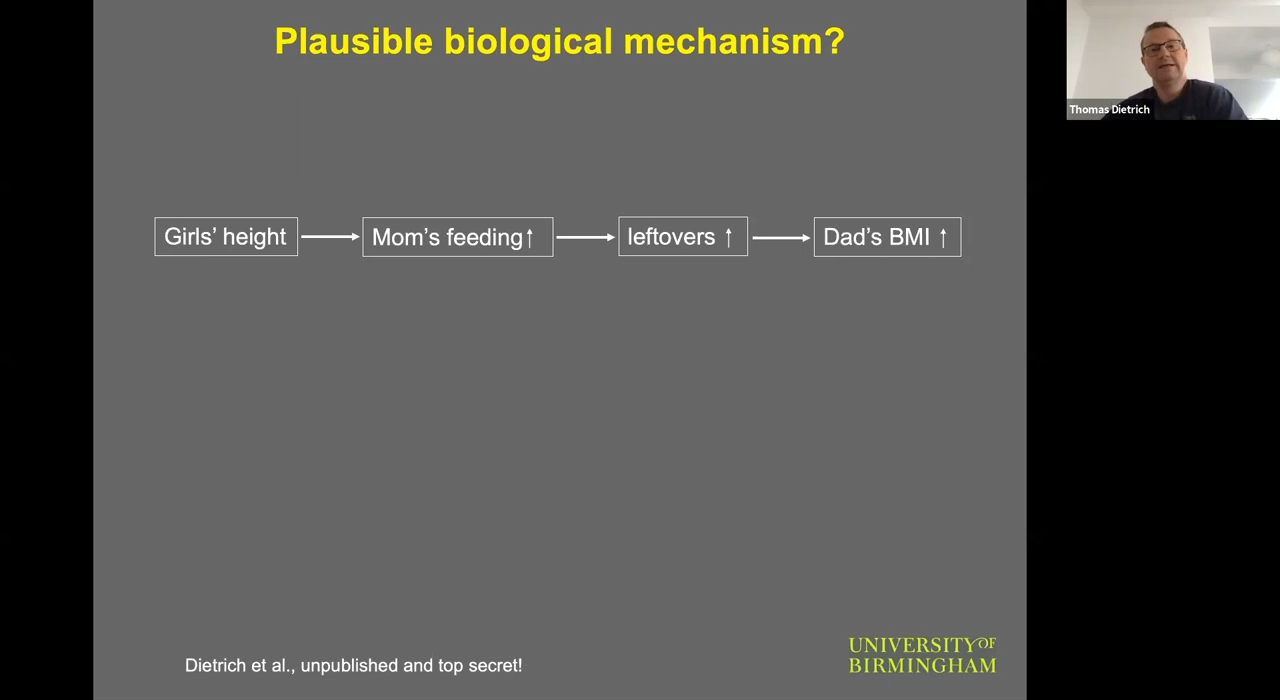 Plausible biological mechanism?
Thomas Dietrich
Girls’ height
Mom’s feeding↑
leftovers ↑
Dad’s BMI ↑
Dietrich et al., unpublished and top secret!
UNIVERSITY OF
BIRMINGHAM